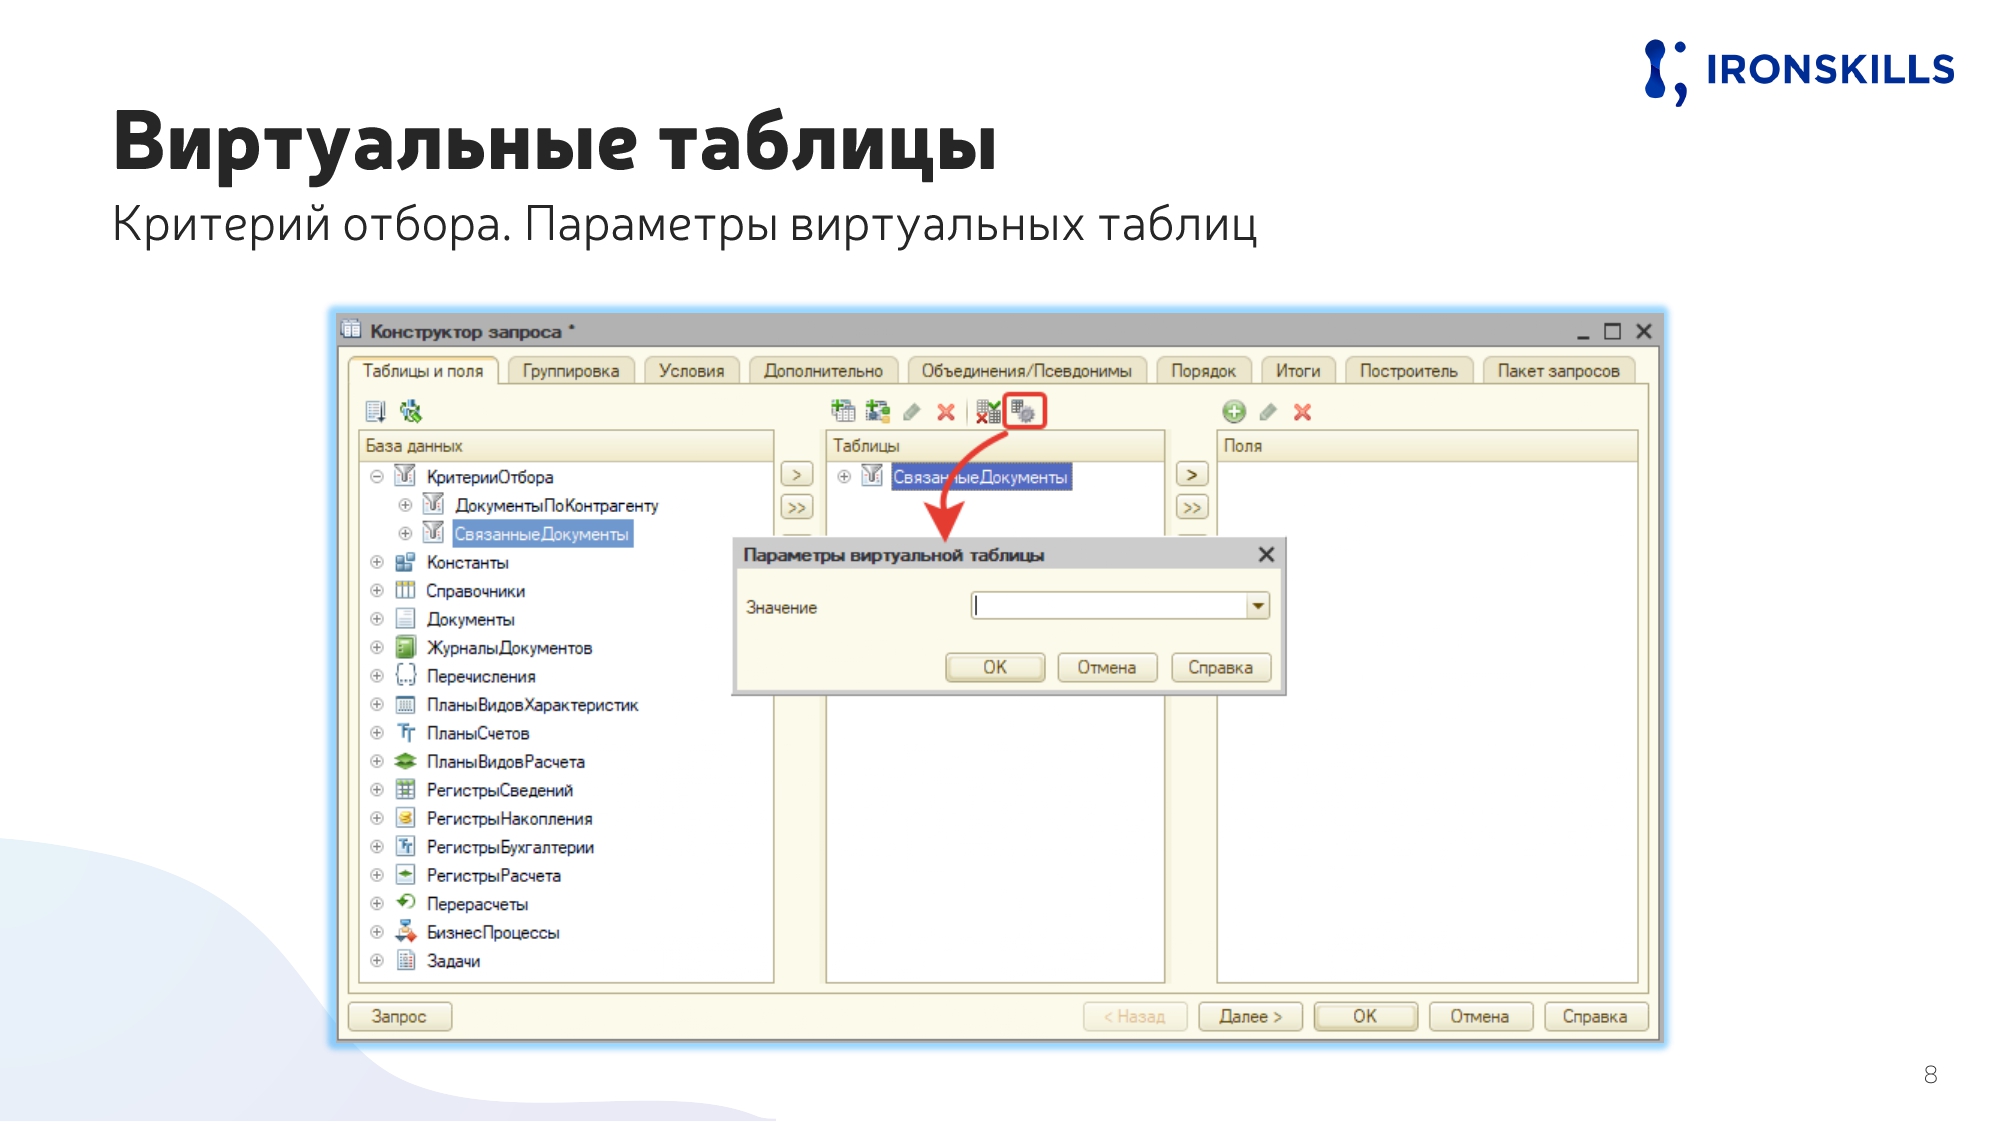 IRONSKILLS
Виртуальные таблицы
Критерий отбора. Параметры виртуальных таблиц
Конструктор запроса *
Таблицы и поля Группировка Условия Дополнительно Объединения/Псевдонимы Порядок Итоги Построитель Пакет запросов
База данных Таблицы Поля
КритерииОтбора > СвязанныеДокументы >
ДокументыПоКонтрагенту >> >>
СвязанныеДокументы
Параметры виртуальной таблицы
Константы
Справочники
Значение
Документы
ЖурналыДокументов
ОК Отмена Справка
Перечисления
ПланыВидовХарактеристик
ПланыСчетов
ПланыВидовРасчета
РегистрыСведений
РегистрыНакопления
РегистрыБухгалтерии
РегистрыРасчета
Перерасчеты
БизнесПроцессы
Задачи
Запрос < Назад Далее > ОК Отмена Справка
8